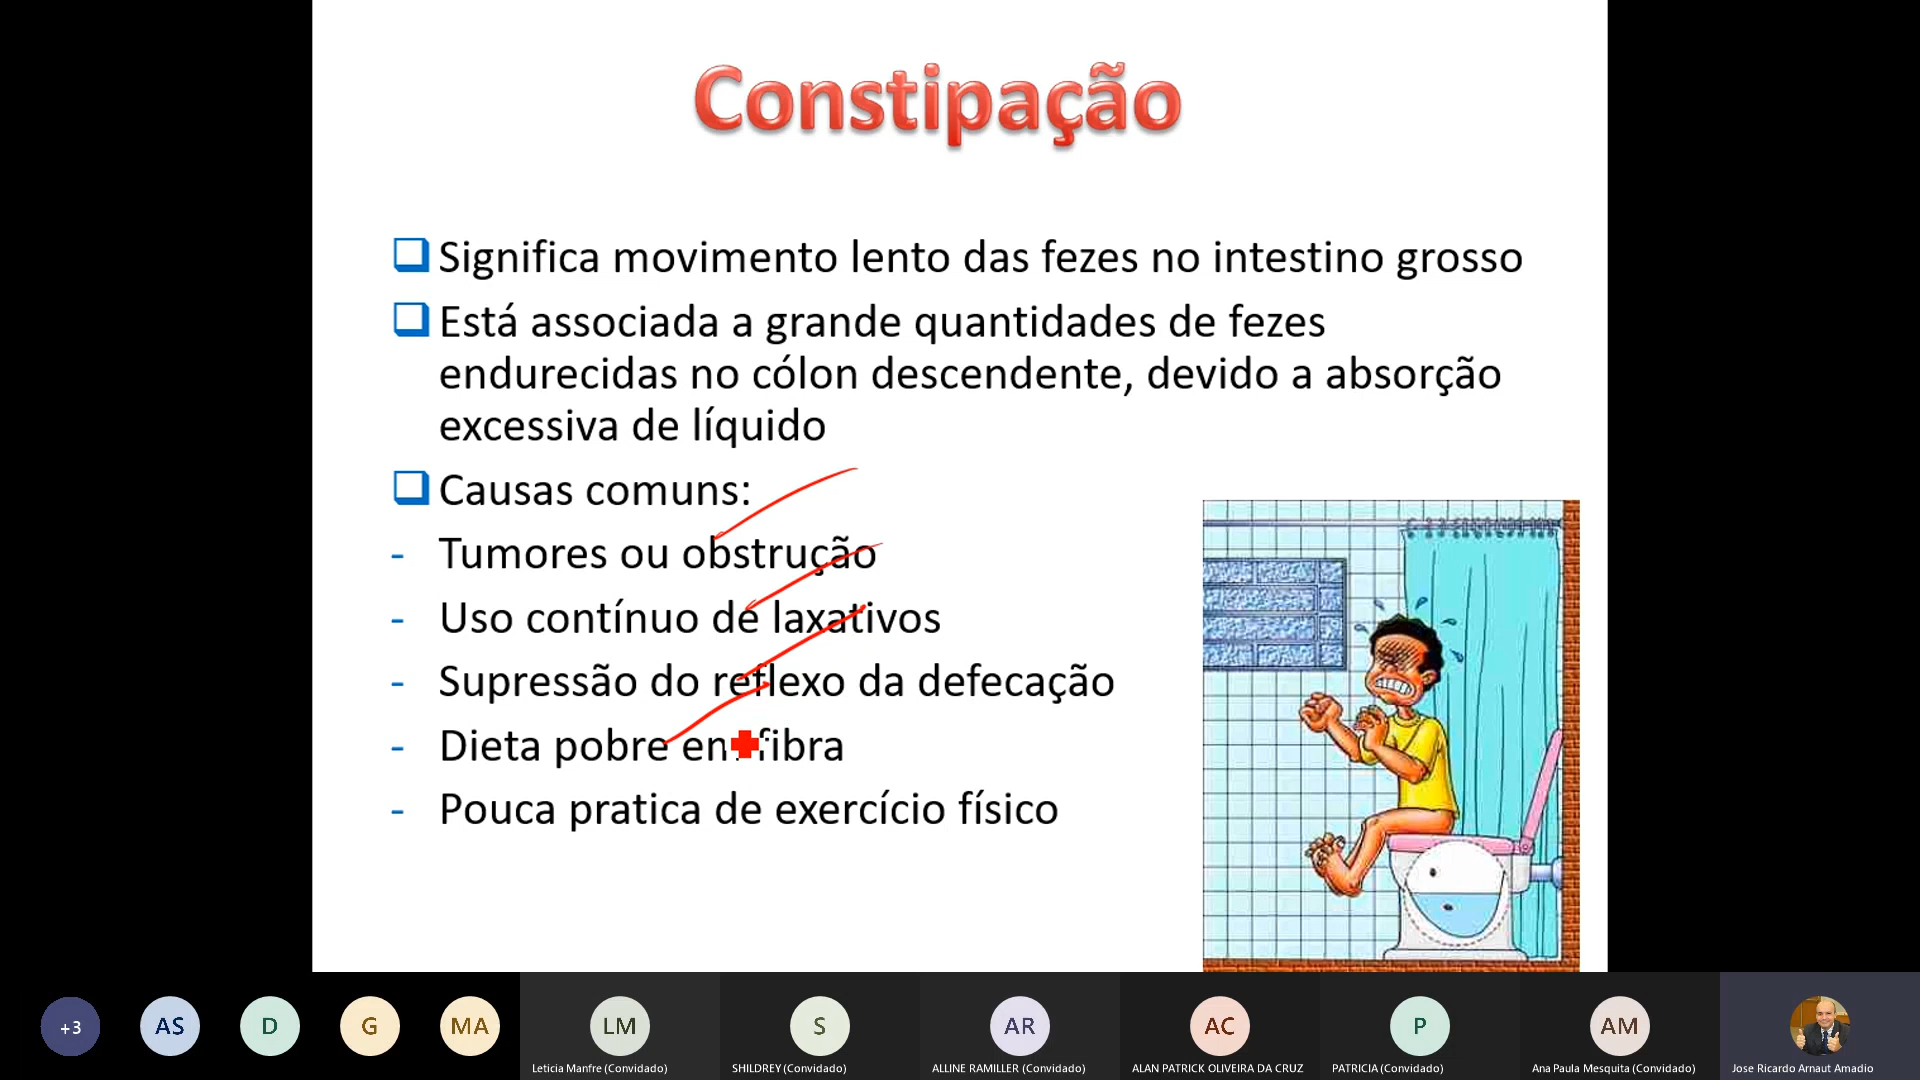 Constipação
Significa movimento lento das fezes no intestino grosso
Está associada a grande quantidades de fezes
endurecidas no cólon descendente, devido a absorção
excessiva de líquido
Causas comuns:
- Tumores ou obstrução
- Uso contínuo de laxativos
- Supressão do reflexo da defecação
- Dieta pobre em fibra
- Pouca pratica de exercício físico
+3 AS D G MA LM S AR AC P AM
Leticia Manfre (Convidado) SHILDREY (Convidado) ALLINE RAMILLER (Convidado) ALAN PATRICK OLIVEIRA DA CRUZ PATRICIA (Convidado) Ana Paula Mesquita (Convidado) Jose Ricardo Arnaut Amadio